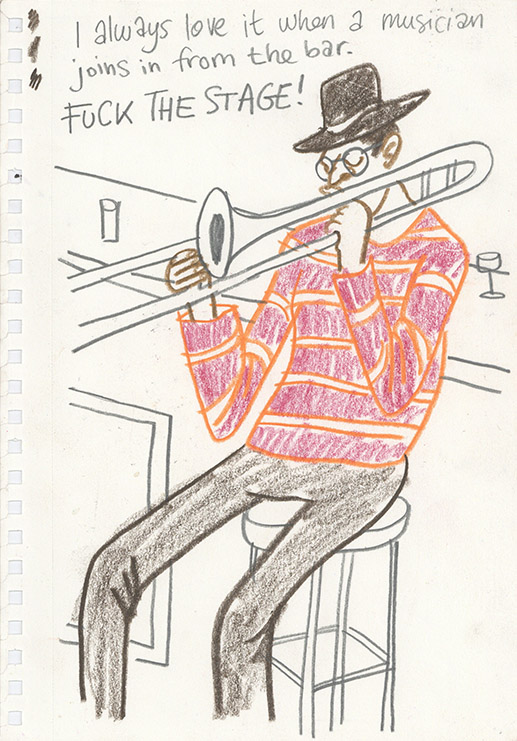 I always love it when a musician
joins in from the bar.
FUCK THE STAGE!